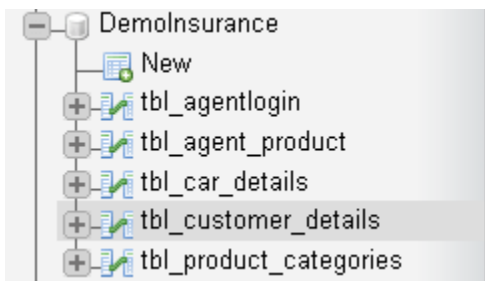 DemoInsurance
New
tbl_agentlogin
tbl_agent_product
tbl_car_details
tbl_customer_details
tbl_product_categories